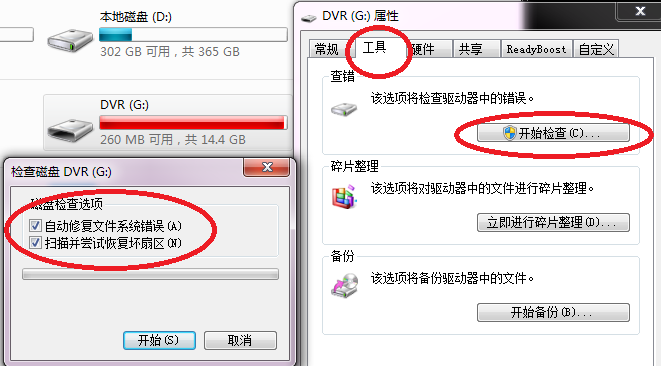 本地磁盘 (D:)
302 GB 可用，共 365 GB
DVR (G:)
260 MB 可用，共 14.4 GB
检查磁盘 DVR (G:)
磁盘检查选项
自动修复文件系统错误(A)
扫描并尝试恢复坏扇区(N)
开始(S)
取消
DVR (G:) 属性
常规 工具 硬件 共享 ReadyBoost 自定义
查错
该选项将检查驱动器中的错误。
开始检查(C)...
碎片整理
该选项将对驱动器中的文件进行碎片整理。
立即进行碎片整理(D)...
备份
该选项将备份驱动器中的文件。
开始备份(B)...